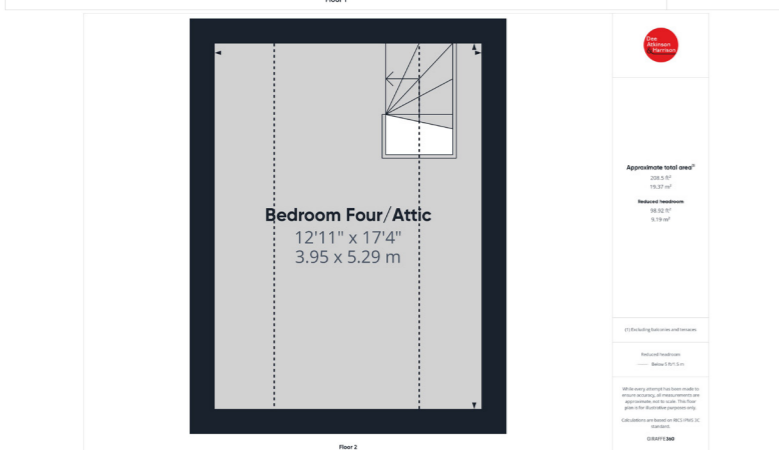 Floor 1
Dee
Atkinson
& Harrison
Approximate total area⁽¹⁾
208.5 ft²
19.37 m²
Reduced headroom
98.92 ft²
9.19 m²
Bedroom Four/Attic
12'11" x 17'4"
3.95 x 5.29 m
(1) Excluding balconies and terraces
Reduced headroom
Below 5 ft/1.5 m
While every attempt has been made to
ensure accuracy, all measurements are
approximate, not to scale. This floor
plan is for illustrative purposes only.
Calculations are based on RICS IPMS 3C
standard.
GIRAFFE360
Floor 2